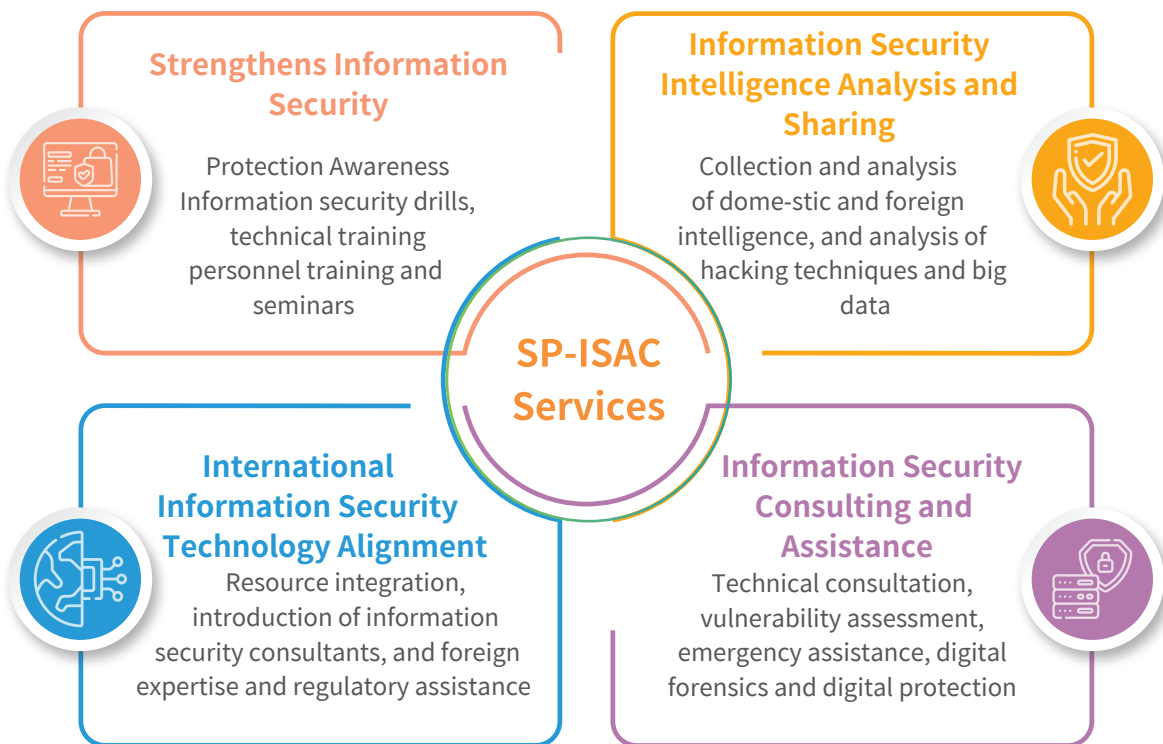 Strengthens Information
Security
Protection Awareness
Information security drills,
technical training
personnel training and
seminars
Information Security
Intelligence Analysis and
Sharing
Collection and analysis
of dome-stic and foreign
intelligence, and analysis of
hacking techniques and big
data
SP-ISAC
Services
International
Information Security
Technology Alignment
Resource integration,
introduction of information
security consultants, and foreign
expertise and regulatory assistance
Information Security
Consulting and
Assistance
Technical consultation,
vulnerability assessment,
emergency assistance, digital
forensics and digital protection